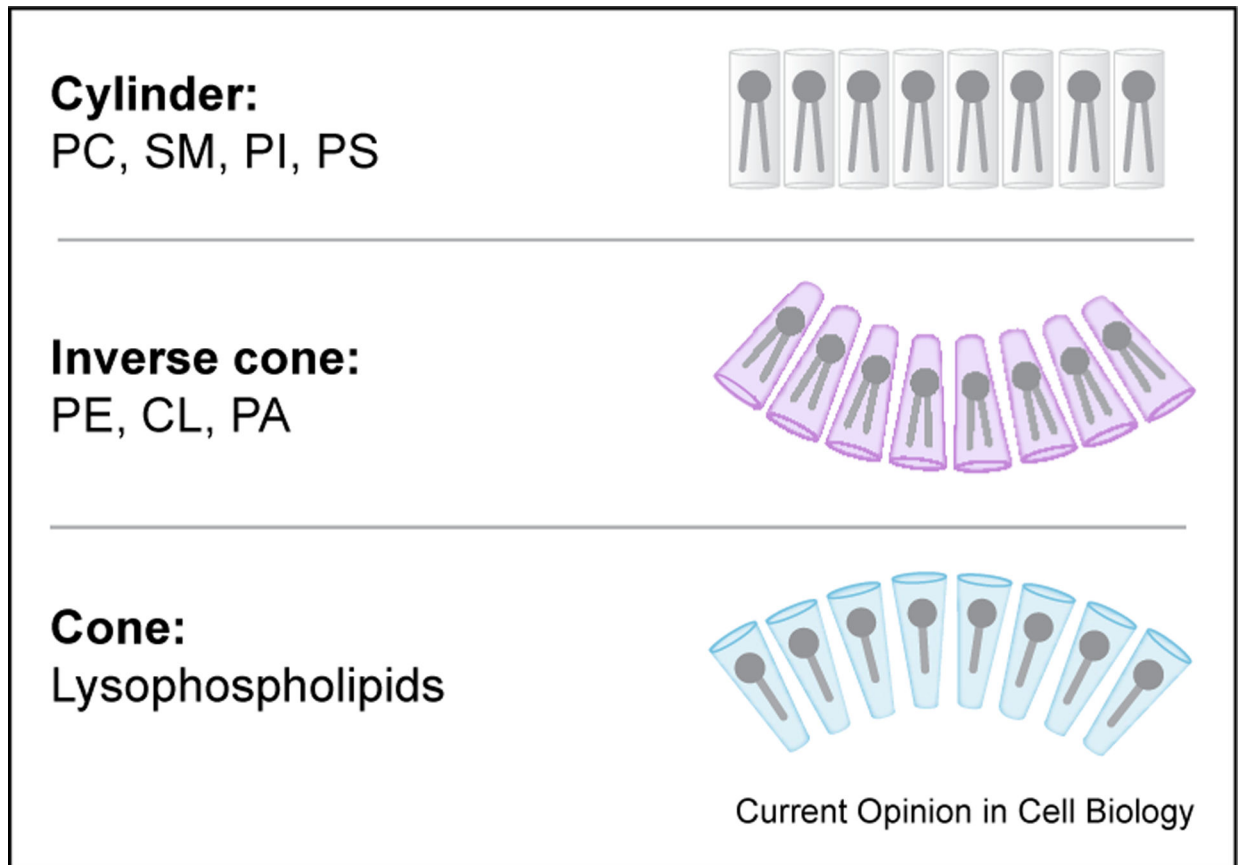 Cylinder:
PC, SM, PI, PS
Inverse cone:
PE, CL, PA
Cone:
Lysophospholipids
Current Opinion in Cell Biology